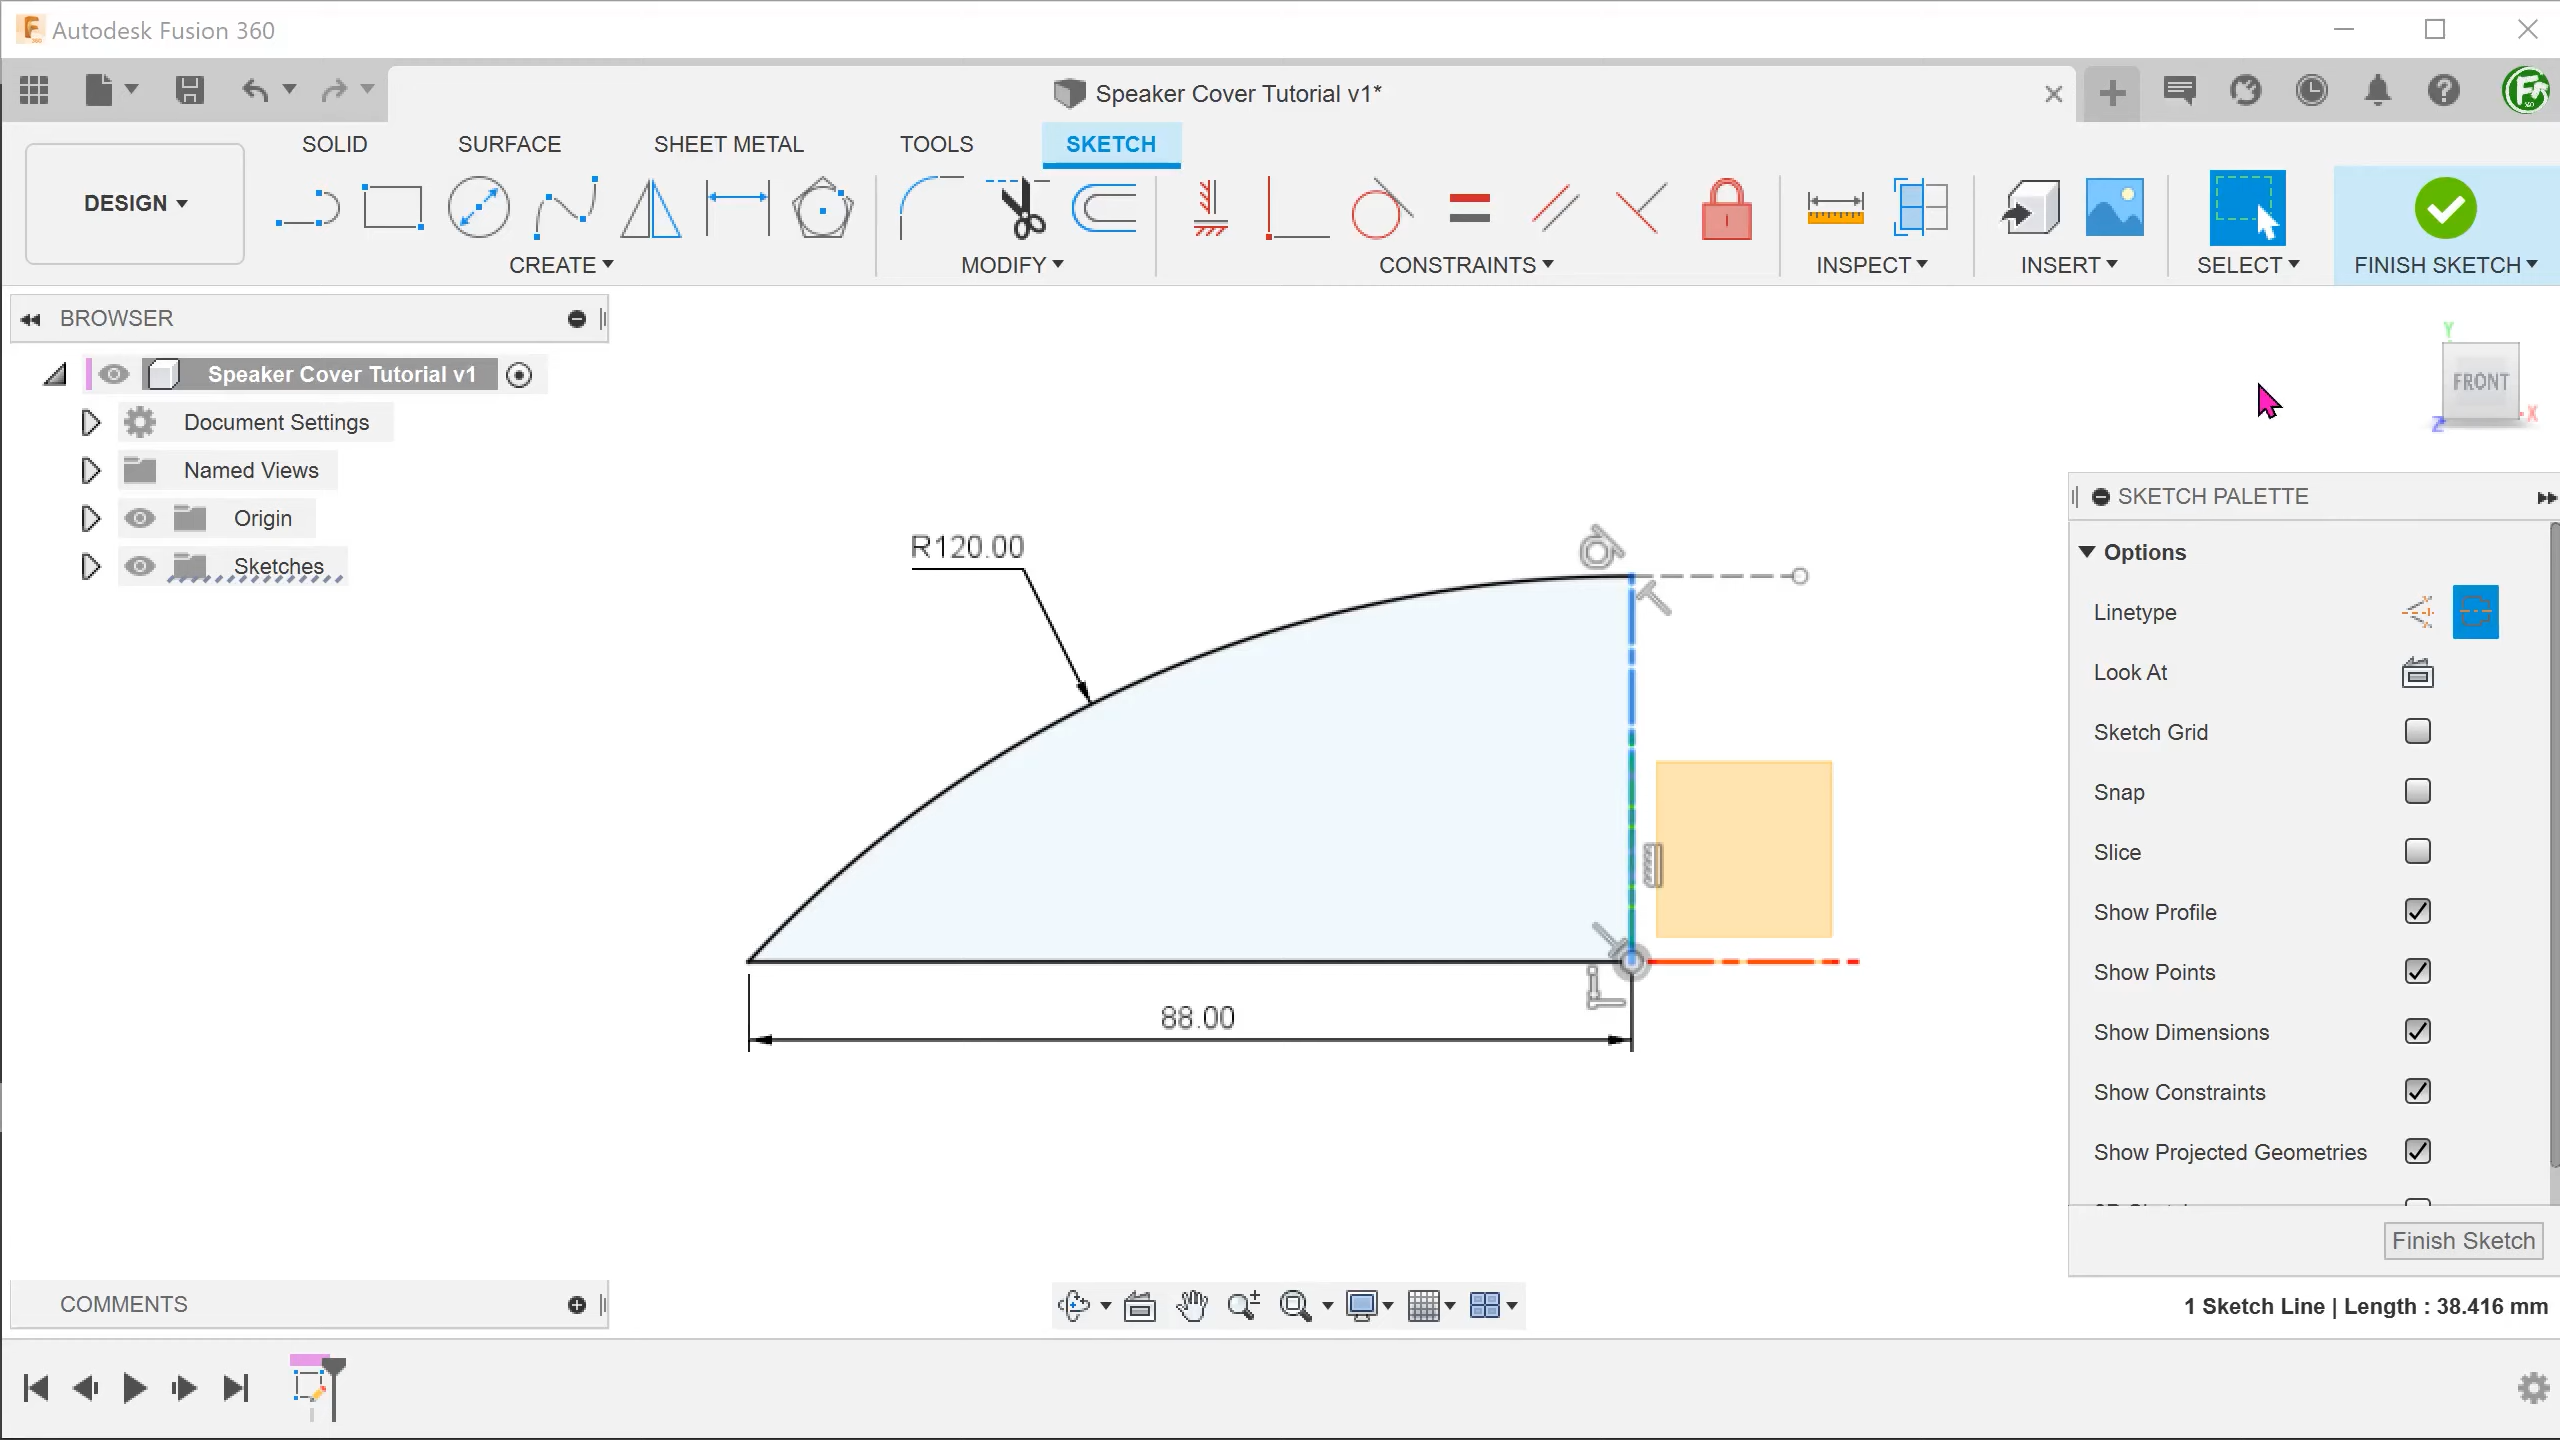 Autodesk Fusion 360
Speaker Cover Tutorial v1*
SOLID SURFACE SHEET METAL TOOLS SKETCH
DESIGN
CREATE MODIFY CONSTRAINTS INSPECT INSERT SELECT FINISH SKETCH
BROWSER
Speaker Cover Tutorial v1
Document Settings
Named Views
Origin
Sketches
Y
FRONT
Z
X
R120.00
88.00
SKETCH PALETTE
Options
Linetype
Look At
Sketch Grid
Snap
Slice
Show Profile
Show Points
Show Dimensions
Show Constraints
Show Projected Geometries
Finish Sketch
COMMENTS
1 Sketch Line | Length : 38.416 mm